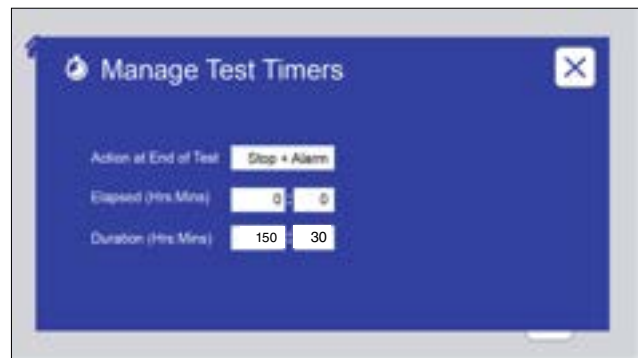 Manage Test Timers
Action at End of Test Stop + Alarm
Elapsed (Hrs:Mins) 0 : 0
Duration (Hrs:Mins) 150 : 30